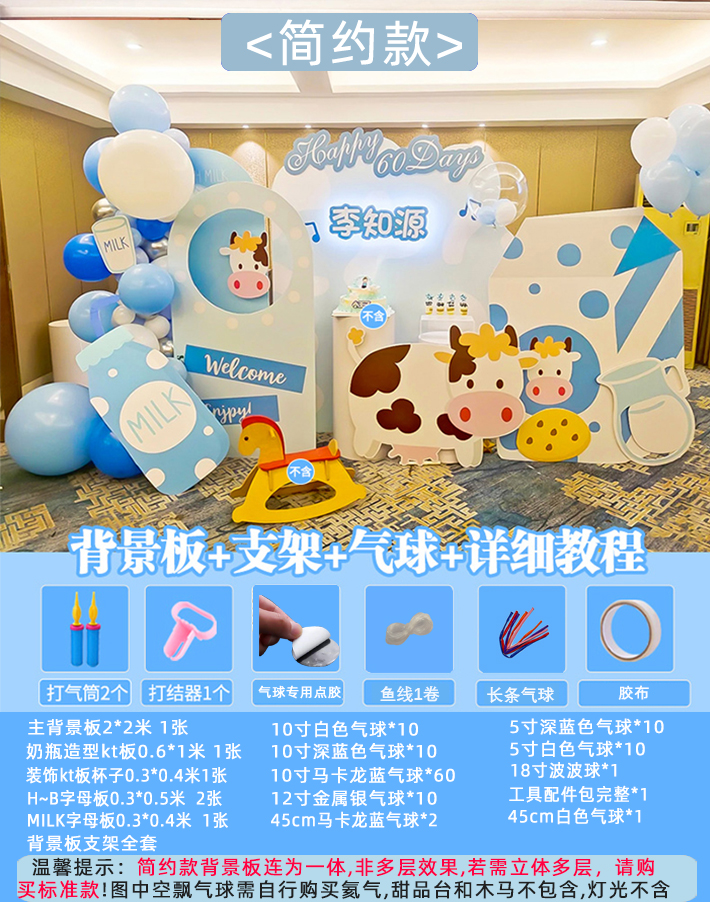 <简约款>
Happy
60 Days
李知源
MILK
MILK
不含
Welcome
Enjpy!
MILK
不含
背景板+支架+气球+详细教程
打气筒2个
打结器1个
气球专用点胶
鱼线1卷
长条气球
胶布
主背景板2*2米 1张
奶瓶造型kt板0.6*1米 1张
装饰kt板杯子0.3*0.4米1张
H~B字母板0.3*0.5米 2张
MILK字母板0.3*0.4米 1张
背景板支架全套
10寸白色气球*10
10寸深蓝色气球*10
10寸马卡龙蓝气球*60
12寸金属银气球*10
45cm马卡龙蓝气球*2
5寸深蓝色气球*10
5寸白色气球*10
18寸波波球*1
工具配件包完整*1
45cm白色气球*1
温馨提示：简约款背景板连为一体,非多层效果,若需立体多层，请购
买标准款!图中空飘气球需自行购买氦气,甜品台和木马不包含,灯光不含